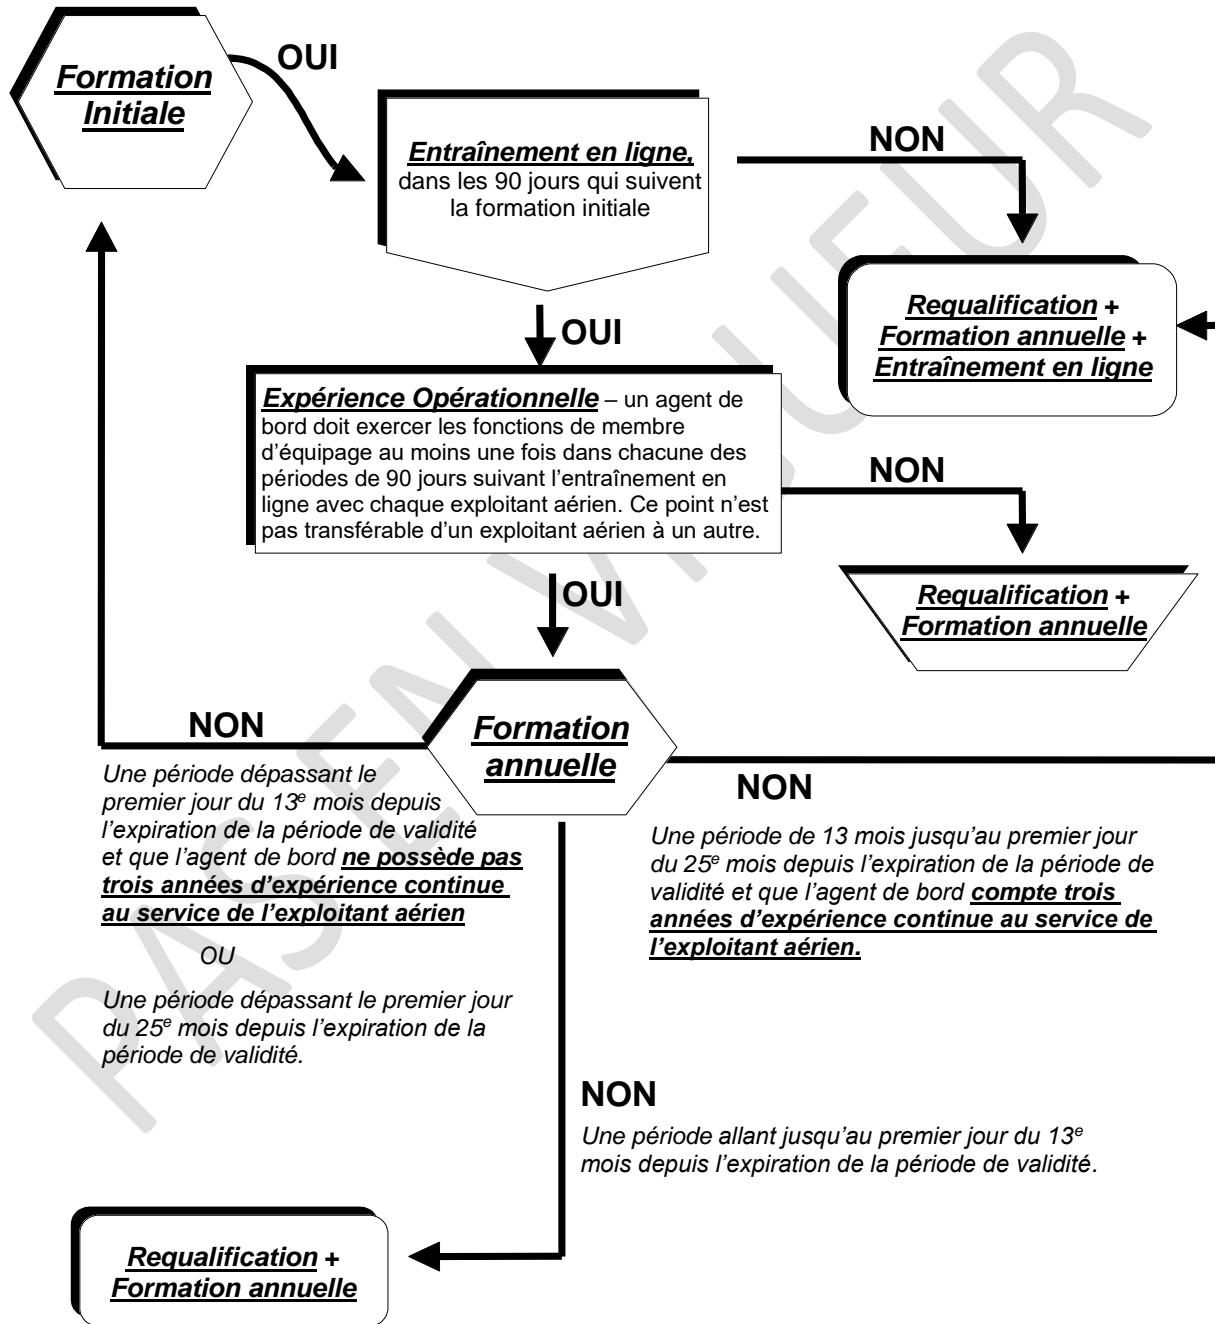 Formation
Initiale
OUI
Entraînement en ligne,
dans les 90 jours qui suivent
la formation initiale
NON
Requalification +
Formation annuelle +
Entraînement en ligne
OUI
Expérience Opérationnelle – un agent de
bord doit exercer les fonctions de membre
d'équipage au moins une fois dans chacune des
périodes de 90 jours suivant l'entraînement en
ligne avec chaque exploitant aérien. Ce point n'est
pas transférable d'un exploitant aérien à un autre.
NON
Requalification +
Formation annuelle
OUI
Formation
annuelle
NON
Une période dépassant le
premier jour du 13e mois depuis
l'expiration de la période de validité
et que l'agent de bord ne possède pas
trois années d'expérience continue
au service de l'exploitant aérien
OU
Une période dépassant le premier jour
du 25e mois depuis l'expiration de la
période de validité.
NON
Une période de 13 mois jusqu'au premier jour
du 25e mois depuis l'expiration de la période de
validité et que l'agent de bord compte trois
années d'expérience continue au service de
l'exploitant aérien.
NON
Une période allant jusqu'au premier jour du 13e
mois depuis l'expiration de la période de validité.
Requalification +
Formation annuelle
PAS EN VIGUEUR